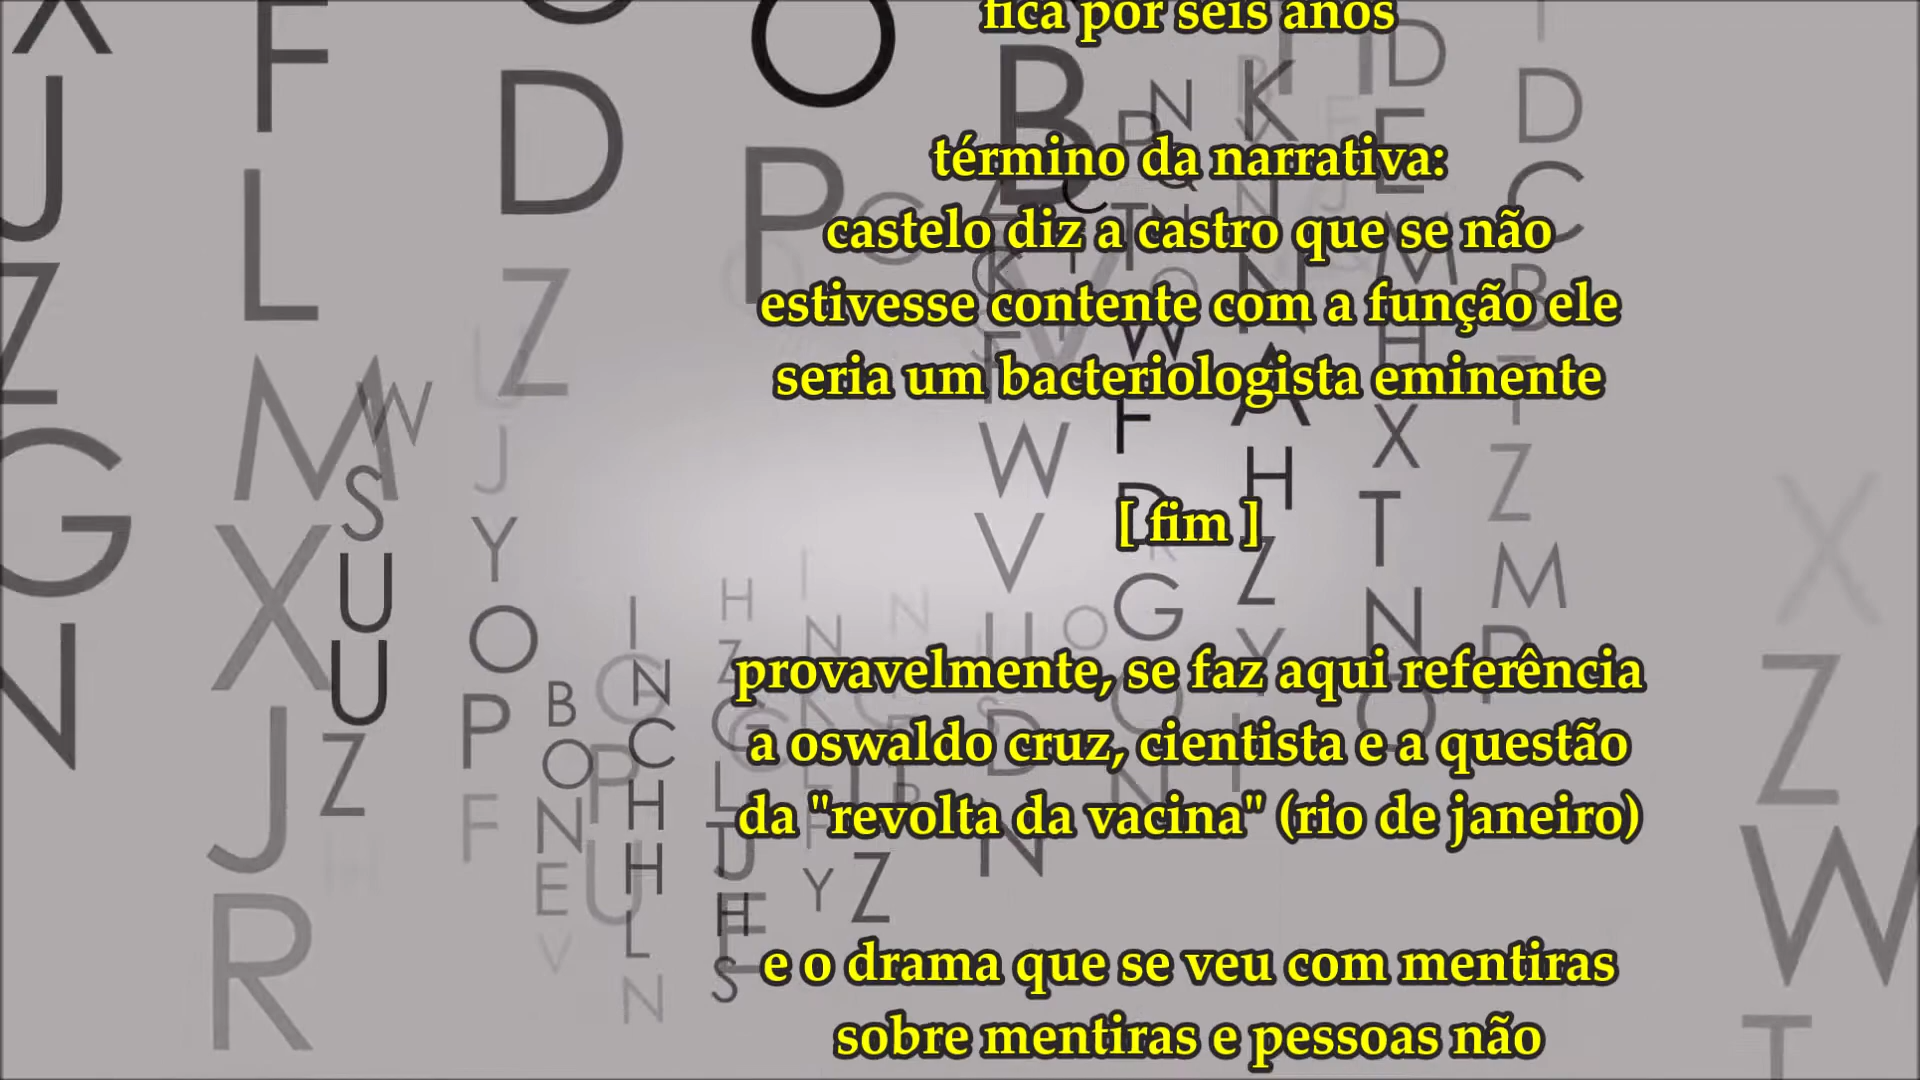 fica por seis anos
término da narrativa:
castelo diz a castro que se não
estivesse contente com a função ele
seria um bacteriologista eminente
[ fim ]
provavelmente, se faz aqui referência
a oswaldo cruz, cientista e a questão
da "revolta da vacina" (rio de janeiro)
e o drama que se veu com mentiras
sobre mentiras e pessoas não